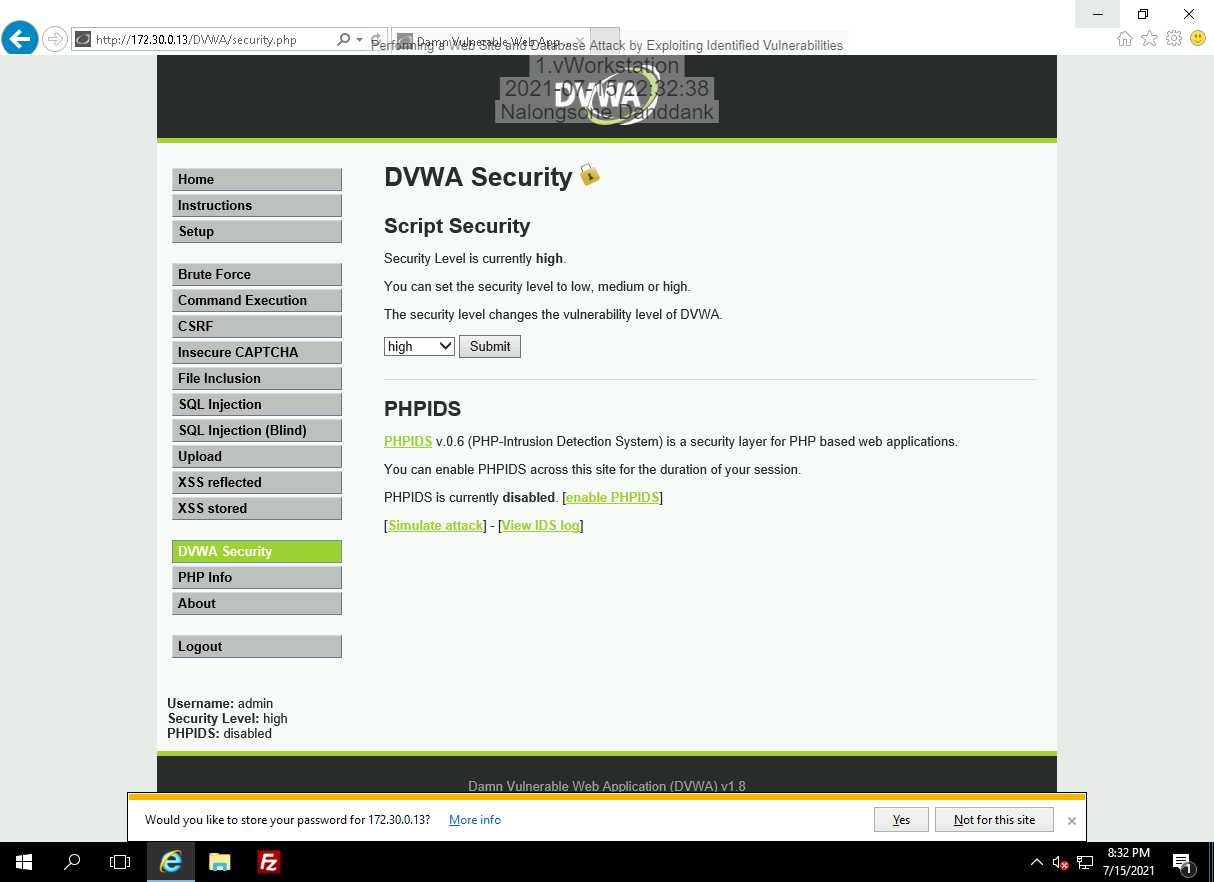 http://172.30.0.13/DVWA/security.php
Damn Vulnerable Web App...
Performing a Web Site and Database Attack by Exploiting Identified Vulnerabilities
1.vWorkstation
2021-07-15 22:32:38
Nalongsone Danddank
DVWA
Home
Instructions
Setup
Brute Force
Command Execution
CSRF
Insecure CAPTCHA
File Inclusion
SQL Injection
SQL Injection (Blind)
Upload
XSS reflected
XSS stored
DVWA Security
PHP Info
About
Logout
Username: admin
Security Level: high
PHPIDS: disabled
DVWA Security
Script Security
Security Level is currently high.
You can set the security level to low, medium or high.
The security level changes the vulnerability level of DVWA.
high Submit
PHPIDS
PHPIDS v.0.6 (PHP-Intrusion Detection System) is a security layer for PHP based web applications.
You can enable PHPIDS across this site for the duration of your session.
PHPIDS is currently disabled. [enable PHPIDS]
[Simulate attack] - [View IDS log]
Damn Vulnerable Web Application (DVWA) v1.8
Would you like to store your password for 172.30.0.13? More info Yes Not for this site
8:32 PM
7/15/2021
1